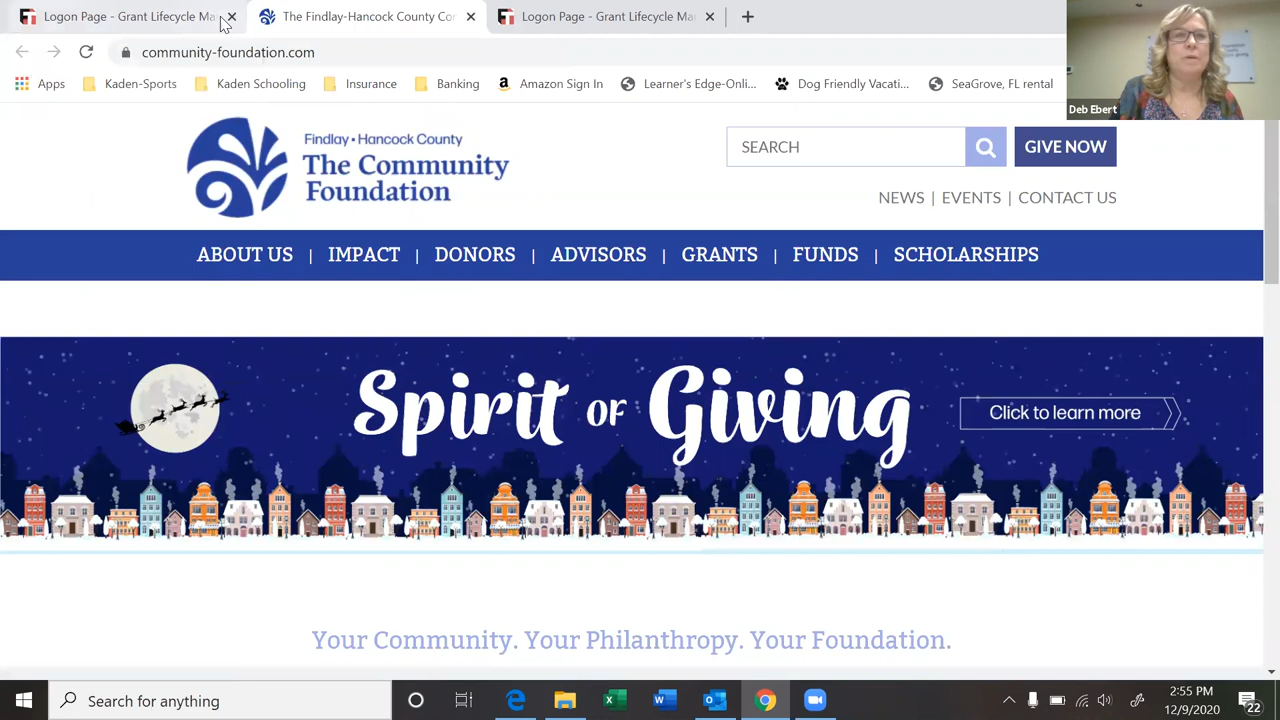 Logon Page - Grant Lifecycle Ma
The Findlay-Hancock County Co
Logon Page - Grant Lifecycle Ma
community-foundation.com
Apps
Kaden-Sports
Kaden Schooling
Insurance
Banking
Amazon Sign In
Learner's Edge-Onli...
Dog Friendly Vacati...
SeaGrove, FL rental
Deb Ebert
Findlay • Hancock County
The Community
Foundation
SEARCH
GIVE NOW
NEWS | EVENTS | CONTACT US
ABOUT US | IMPACT | DONORS | ADVISORS | GRANTS | FUNDS | SCHOLARSHIPS
Spirit OF Giving
Click to learn more
Your Community. Your Philanthropy. Your Foundation.
Search for anything
2:55 PM
12/9/2020
22